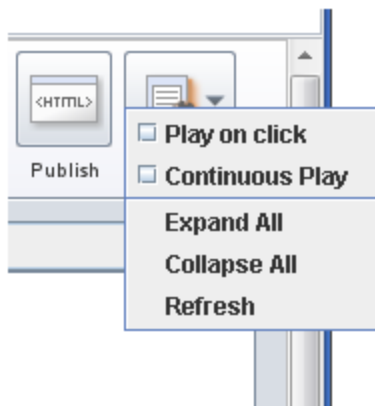 <HTML>
Publish
Play on click
Continuous Play
Expand All
Collapse All
Refresh